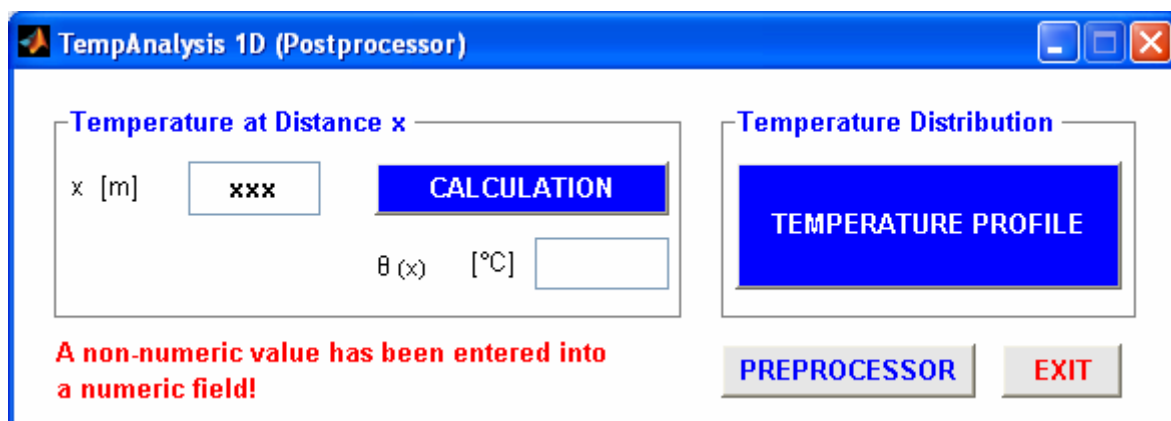 TempAnalysis 1D (Postprocessor)
Temperature at Distance x
x [m]
xxx
CALCULATION
θ (x) [°C]
Temperature Distribution
TEMPERATURE PROFILE
A non-numeric value has been entered into
a numeric field!
PREPROCESSOR
EXIT